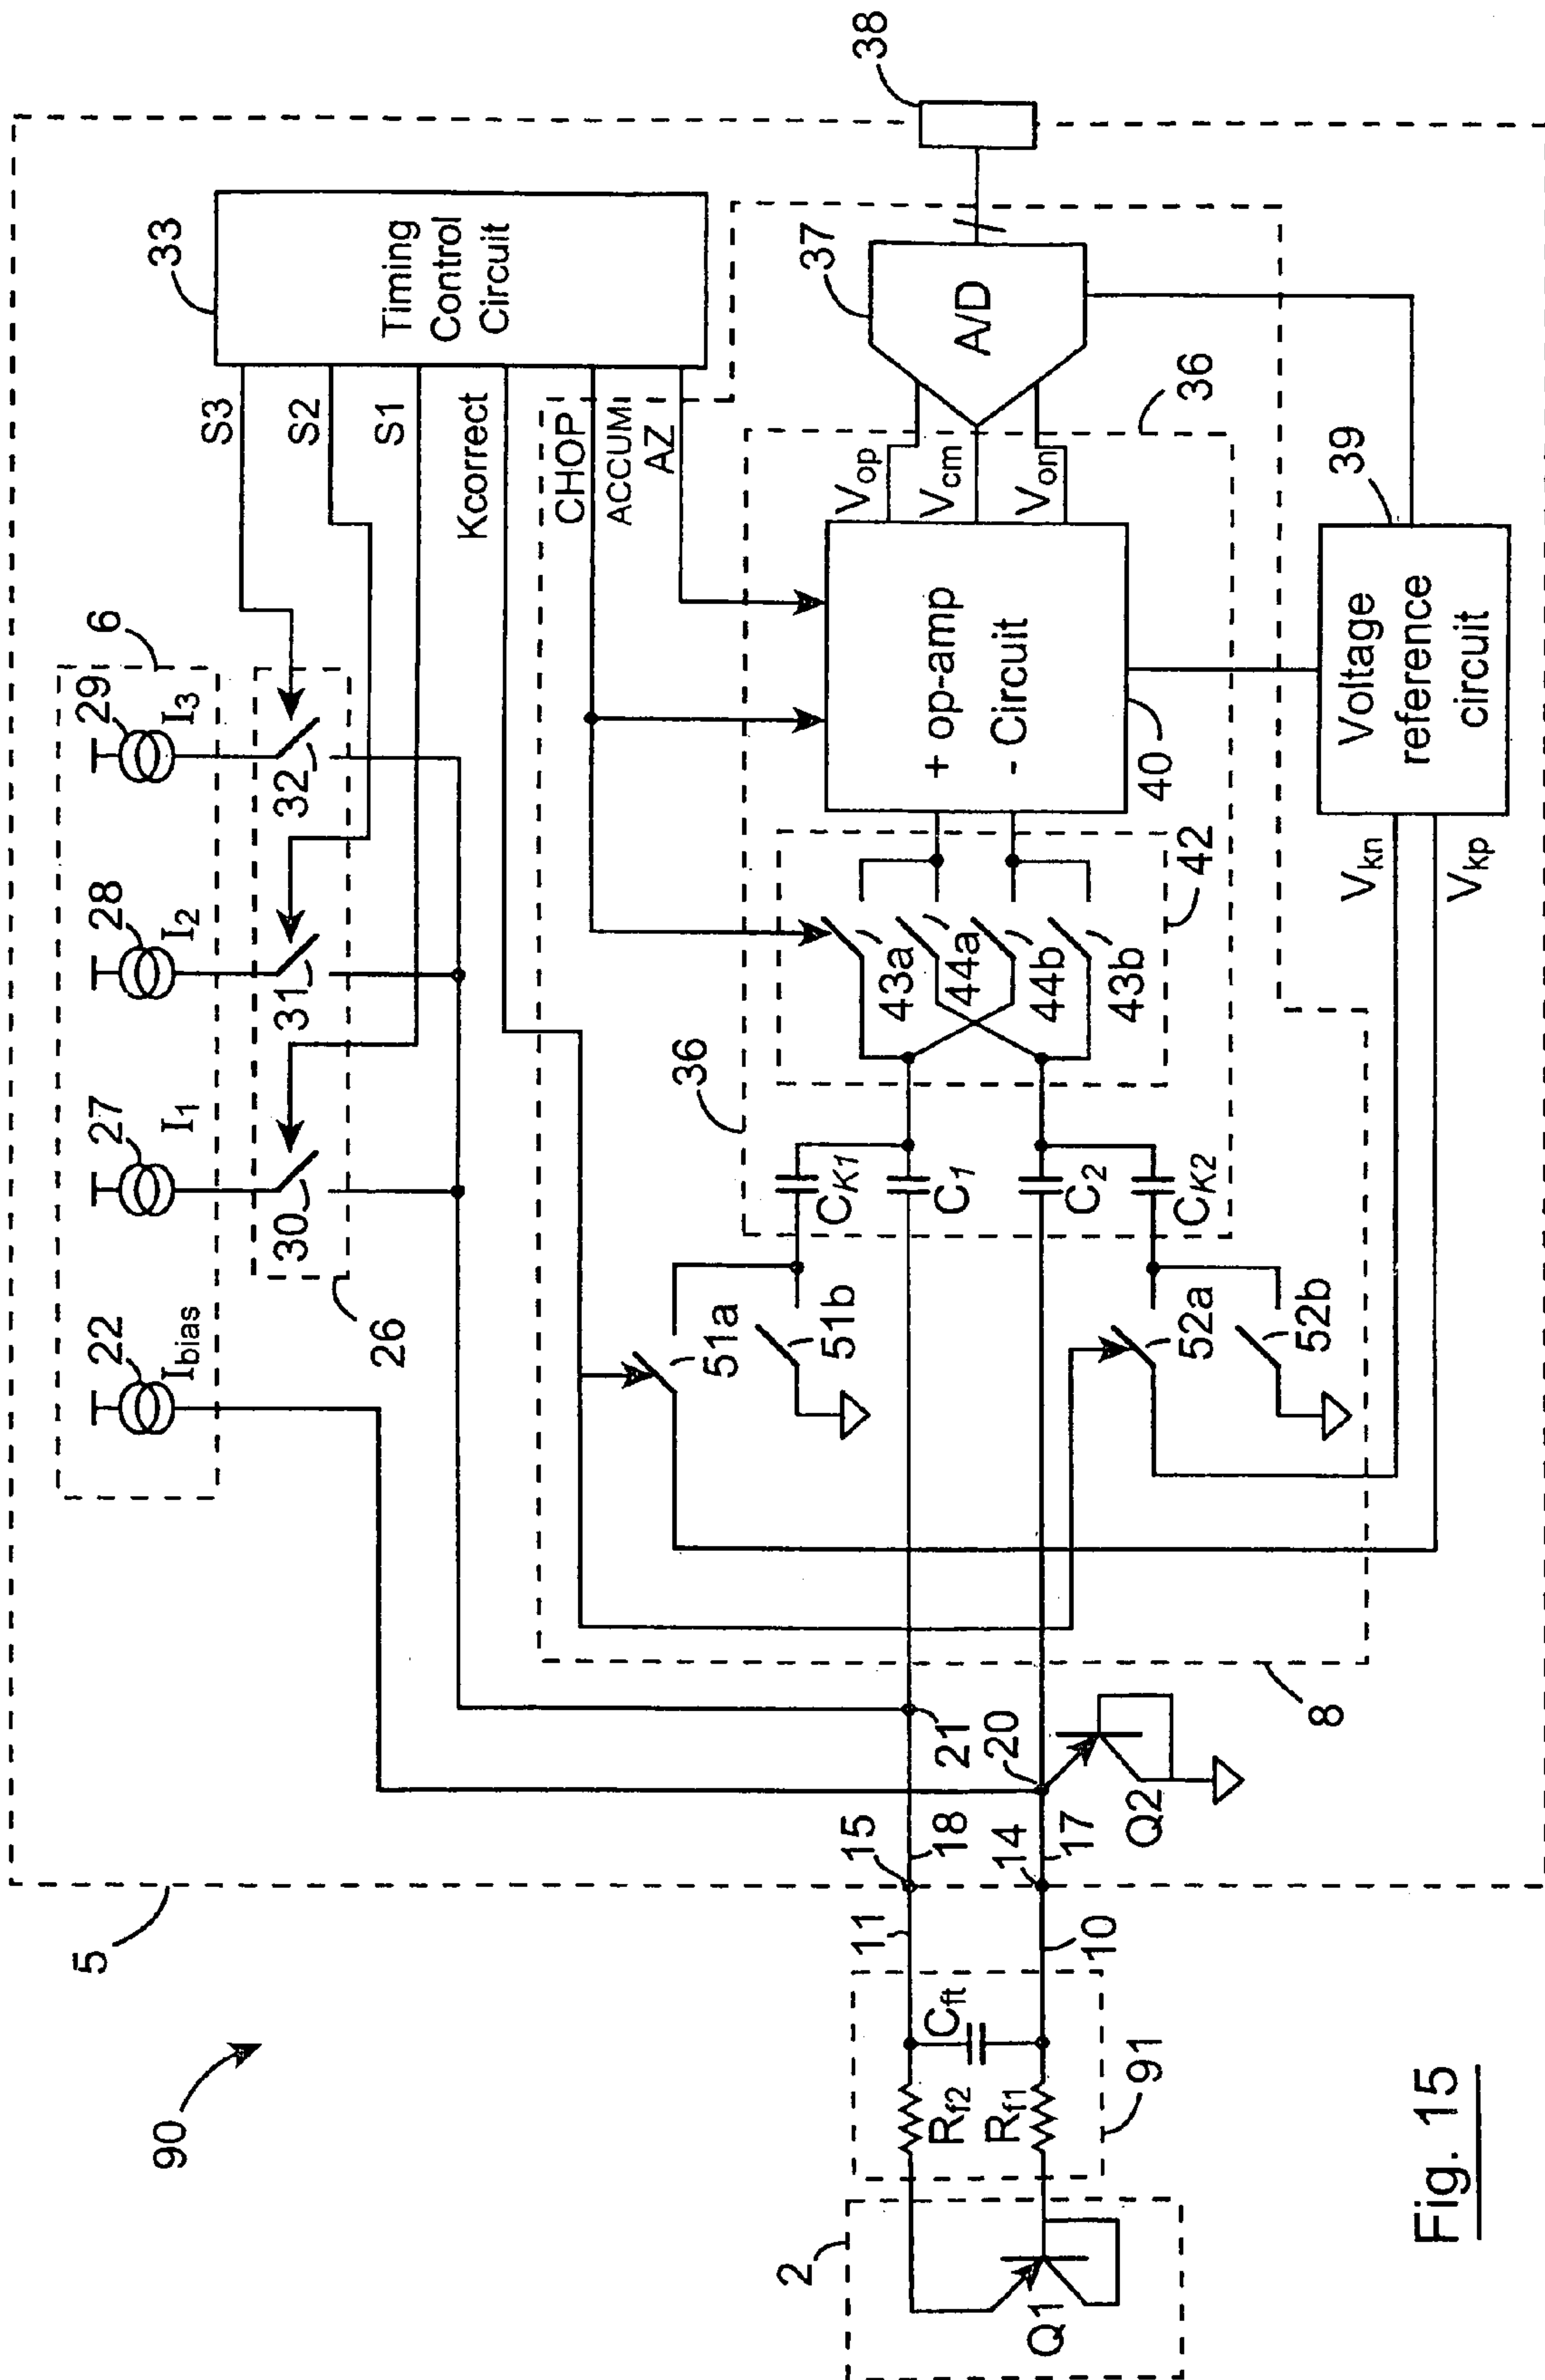 90
5
6
22
27
28
29
Ibias
I1
I2
I3
30
31
32
26
S3
S2
S1
Kcorrect
CHOP
ACCUM
AZ
33
Timing
Control
Circuit
38
37
A/D
36
Vop
Vcm
Von
+ op-amp
- Circuit
40
42
43a
44a
44b
43b
36
CK1
C1
C2
CK2
51a
51b
52a
52b
39
Voltage
reference
circuit
Vkn
Vkp
8
21
20
Q2
15
18
14
17
11
10
Cft
Rf2
Rf1
91
2
Q1
Fig. 15